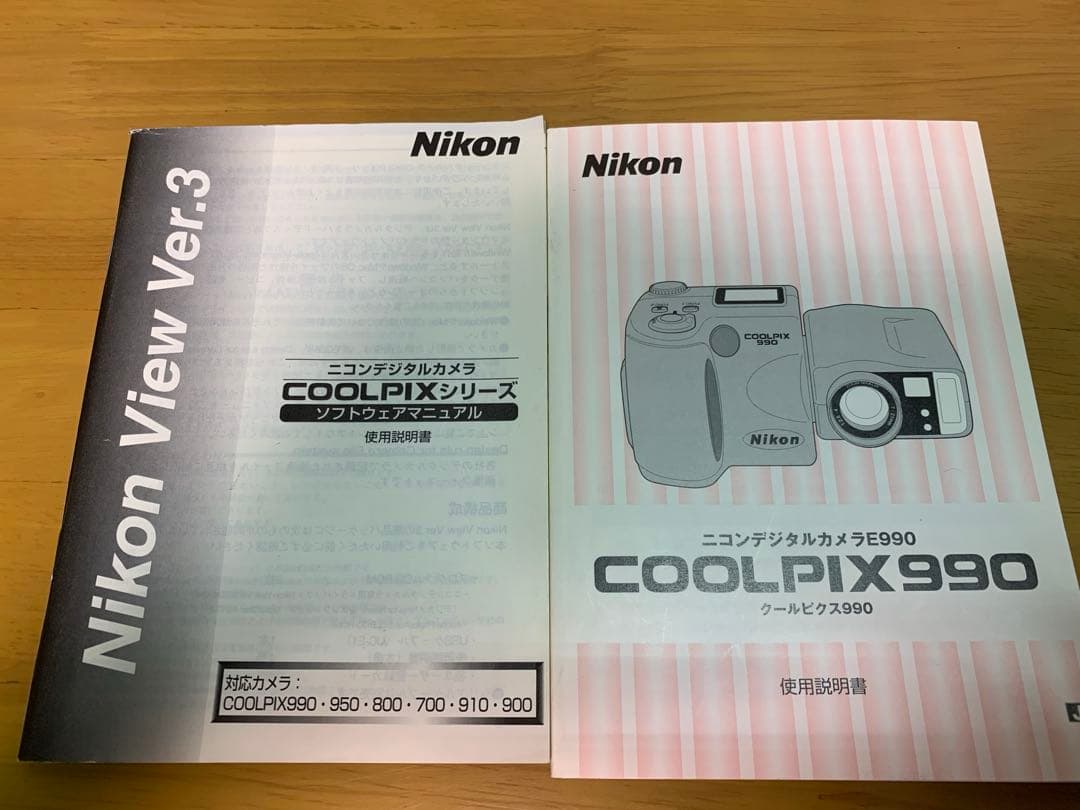 Nikon View Ver.3
Nikon
ニコンデジタルカメラ
COOLPIXシリーズ
ソフトウェアマニュアル
使用説明書
対応カメラ：
COOLPIX990・950・800・700・910・900
Nikon
COOLPIX
990
Nikon
ニコンデジタルカメラE990
COOLPIX990
クールピクス990
使用説明書